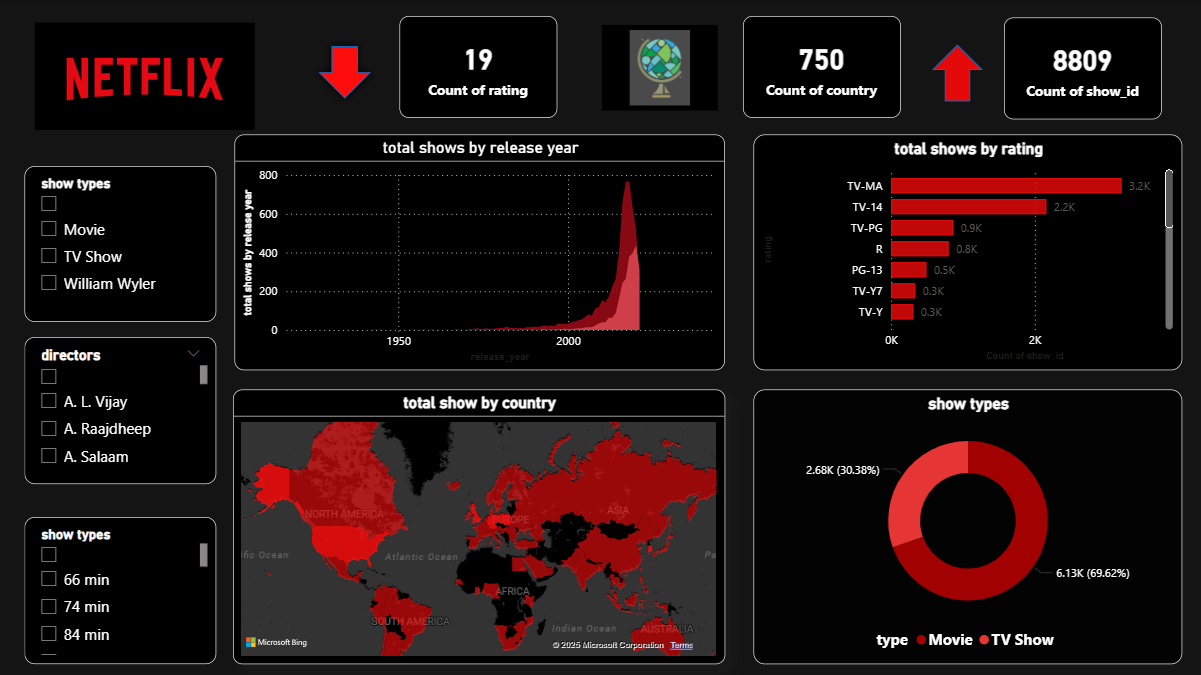 NETFLIX
19
Count of rating
750
Count of country
8809
Count of show_id
show types
Movie
TV Show
William Wyler
directors
A. L. Vijay
A. Raajdheep
A. Salaam
show types
66 min
74 min
84 min
total shows by release year
total shows by release year
800
600
400
200
0
1950
2000
release_year
total shows by rating
rating
TV-MA
3.2K
TV-14
2.2K
TV-PG
0.9K
R
0.8K
PG-13
0.5K
TV-Y7
0.3K
TV-Y
0.3K
0K
2K
Count of show_id
total show by country
NORTH AMERICA
EUROPE
ASIA
fic Ocean
Atlantic Ocean
Pa
AFRICA
SOUTH AMERICA
Indian Ocean
AUSTRALIA
Microsoft Bing
© 2025 Microsoft Corporation Terms
show types
2.68K (30.38%)
6.13K (69.62%)
type Movie TV Show